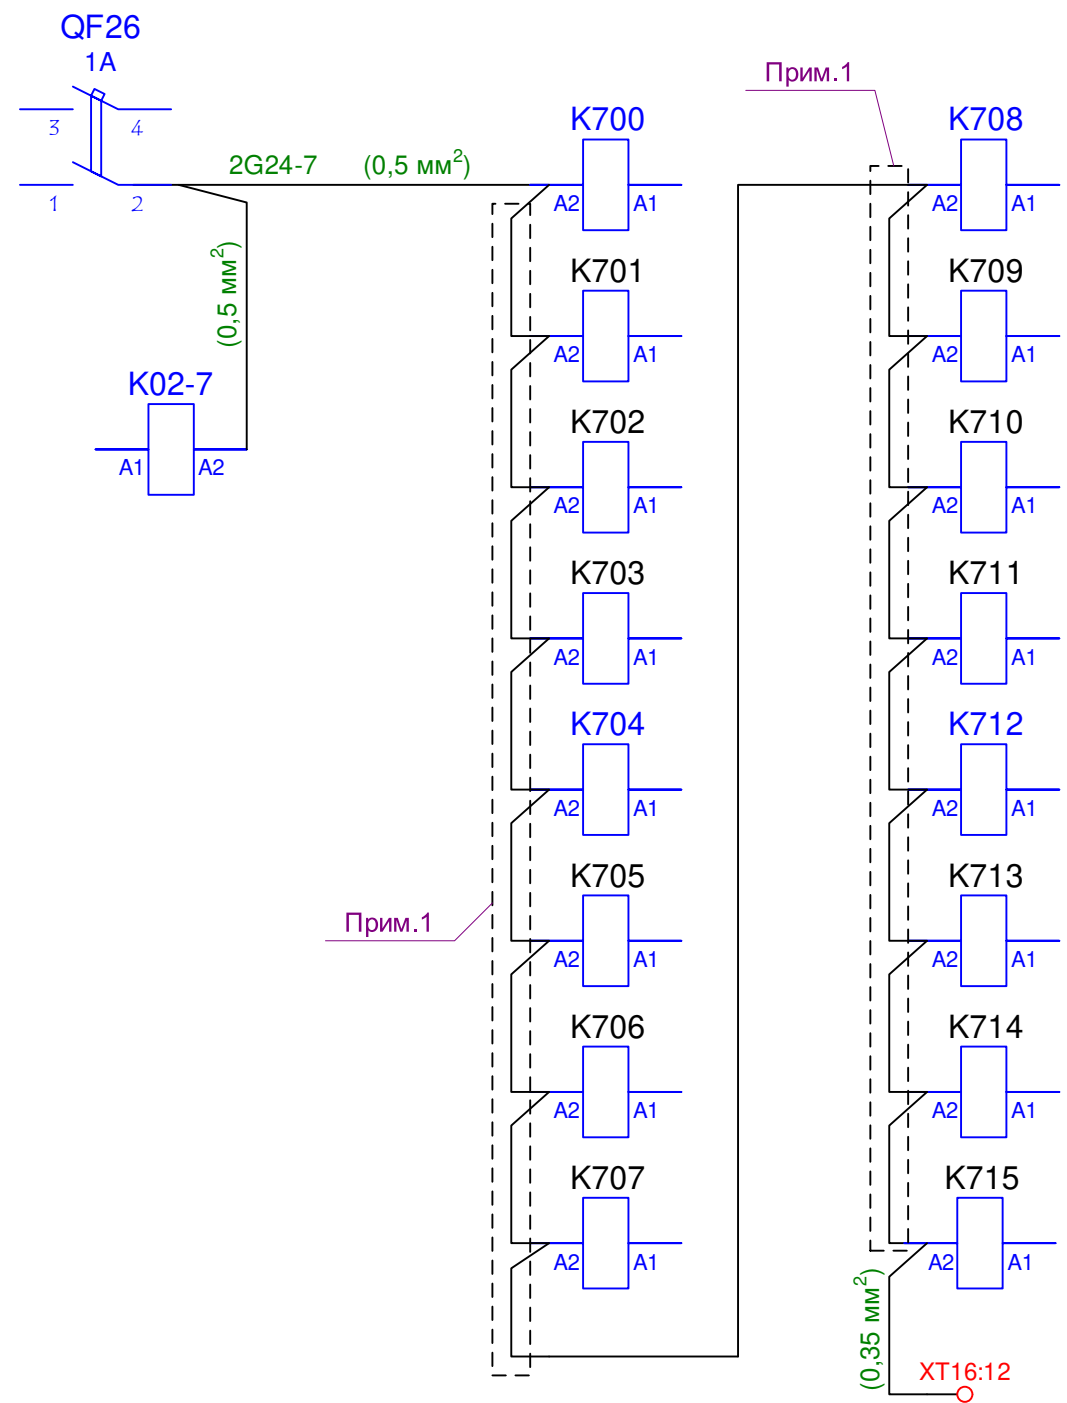 QF26
1A
3 4
1 2
2G24-7 (0,5 мм²)
(0,5 мм²)
K02-7
A1 A2
Прим.1
K700
A2 A1
K701
A2 A1
K702
A2 A1
K703
A2 A1
K704
A2 A1
K705
A2 A1
K706
A2 A1
K707
A2 A1
Прим.1
K708
A2 A1
K709
A2 A1
K710
A2 A1
K711
A2 A1
K712
A2 A1
K713
A2 A1
K714
A2 A1
K715
A2 A1
(0,35 мм²)
XT16:12